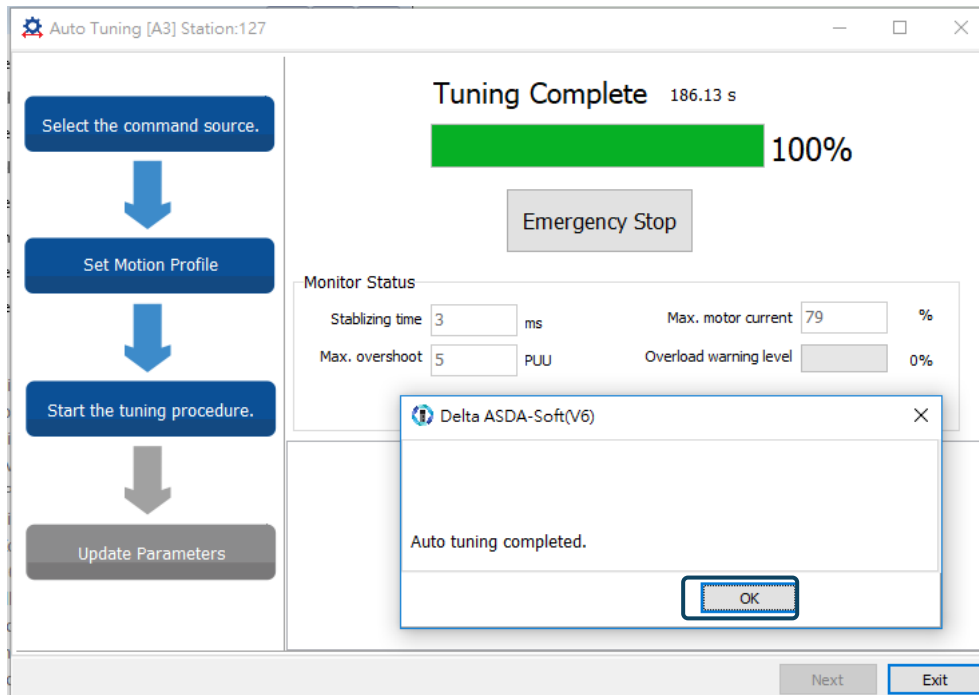 Auto Tuning [A3] Station:127
Select the command source.
Set Motion Profile
Start the tuning procedure.
Update Parameters
Tuning Complete 186.13 s
100%
Emergency Stop
Monitor Status
Stablizing time 3 ms
Max. motor current 79 %
Max. overshoot 5 PUU
Overload warning level 0%
Delta ASDA-Soft(V6)
Auto tuning completed.
OK
Next
Exit